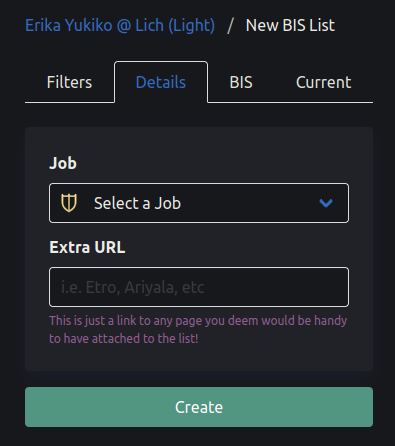 Erika Yukiko @ Lich (Light) / New BIS List
Filters Details BIS Current
Job
Select a Job
Extra URL
i.e. Etro, Ariyala, etc
This is just a link to any page you deem would be handy
to have attached to the list!
Create